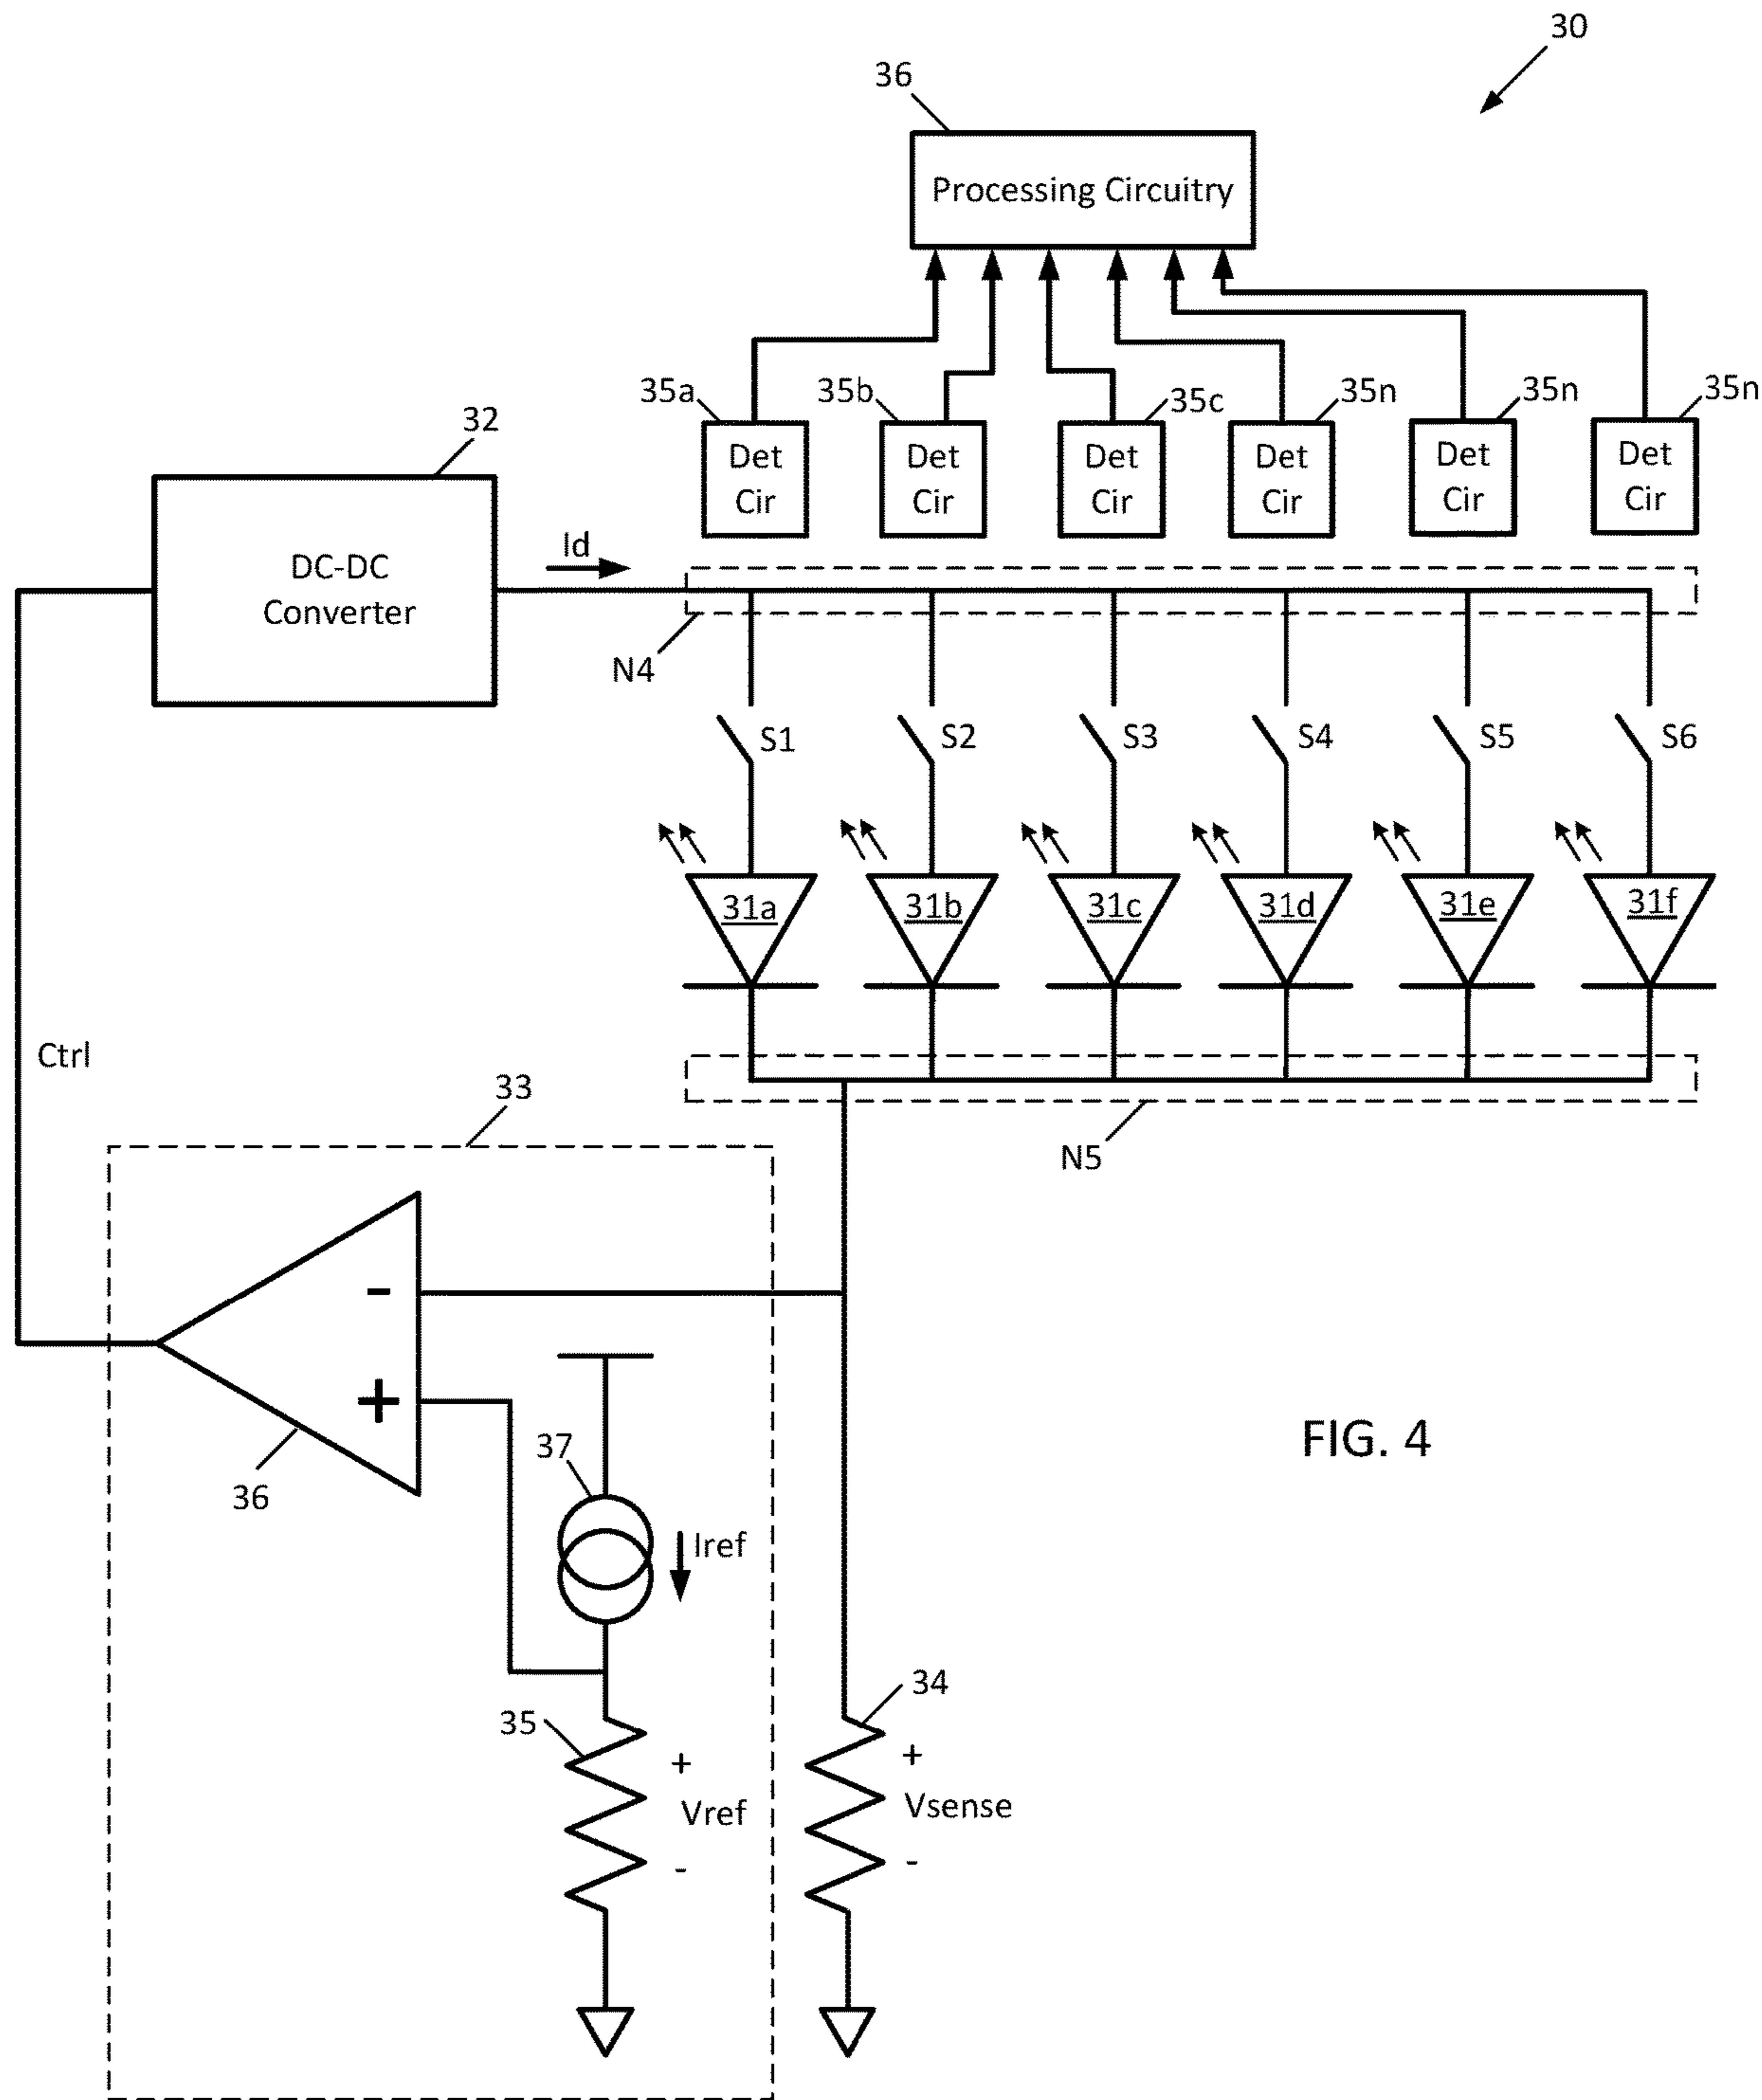 30
36
Processing Circuitry
35a
35b
35c
35n
35n
35n
Det
Cir
Det
Cir
Det
Cir
Det
Cir
Det
Cir
Det
Cir
32
DC-DC
Converter
Id
N4
S1
S2
S3
S4
S5
S6
31a
31b
31c
31d
31e
31f
Ctrl
33
N5
-
+
36
37
Iref
FIG. 4
35
+
Vref
-
34
+
Vsense
-